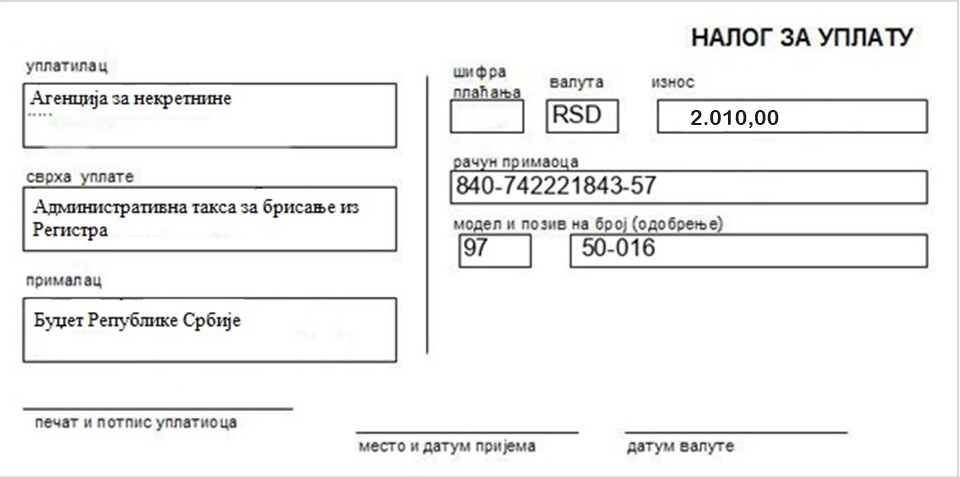 НАЛОГ ЗА УПЛАТУ
уплатилац
Агенција за некретнине
.....
сврха уплате
Административна такса за брисање из
Регистра
прималац
Буџет Републике Србије
печат и потпис уплатиоца
шифра
плаћања
валута
RSD
износ
2.010,00
рачун примаоца
840-742221843-57
модел и позив на број (одобрење)
97
50-016
место и датум пријема
датум валуте